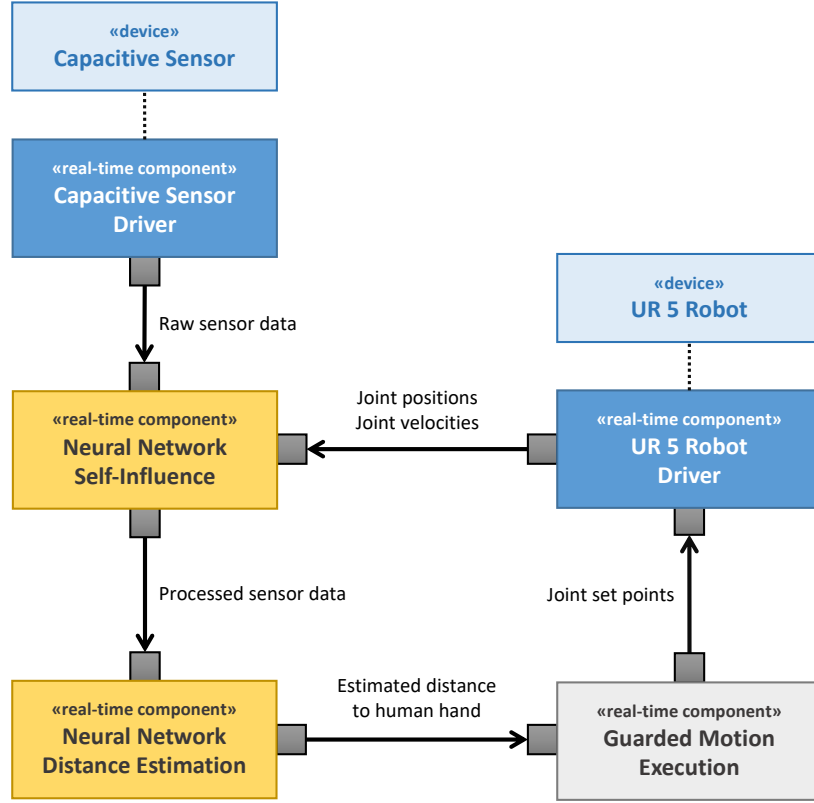 «device»
Capacitive Sensor
«real-time component»
Capacitive Sensor
Driver
Raw sensor data
«device»
UR 5 Robot
«real-time component»
Neural Network
Self-Influence
Joint positions
Joint velocities
«real-time component»
UR 5 Robot
Driver
Processed sensor data
Joint set points
«real-time component»
Neural Network
Distance Estimation
Estimated distance
to human hand
«real-time component»
Guarded Motion
Execution